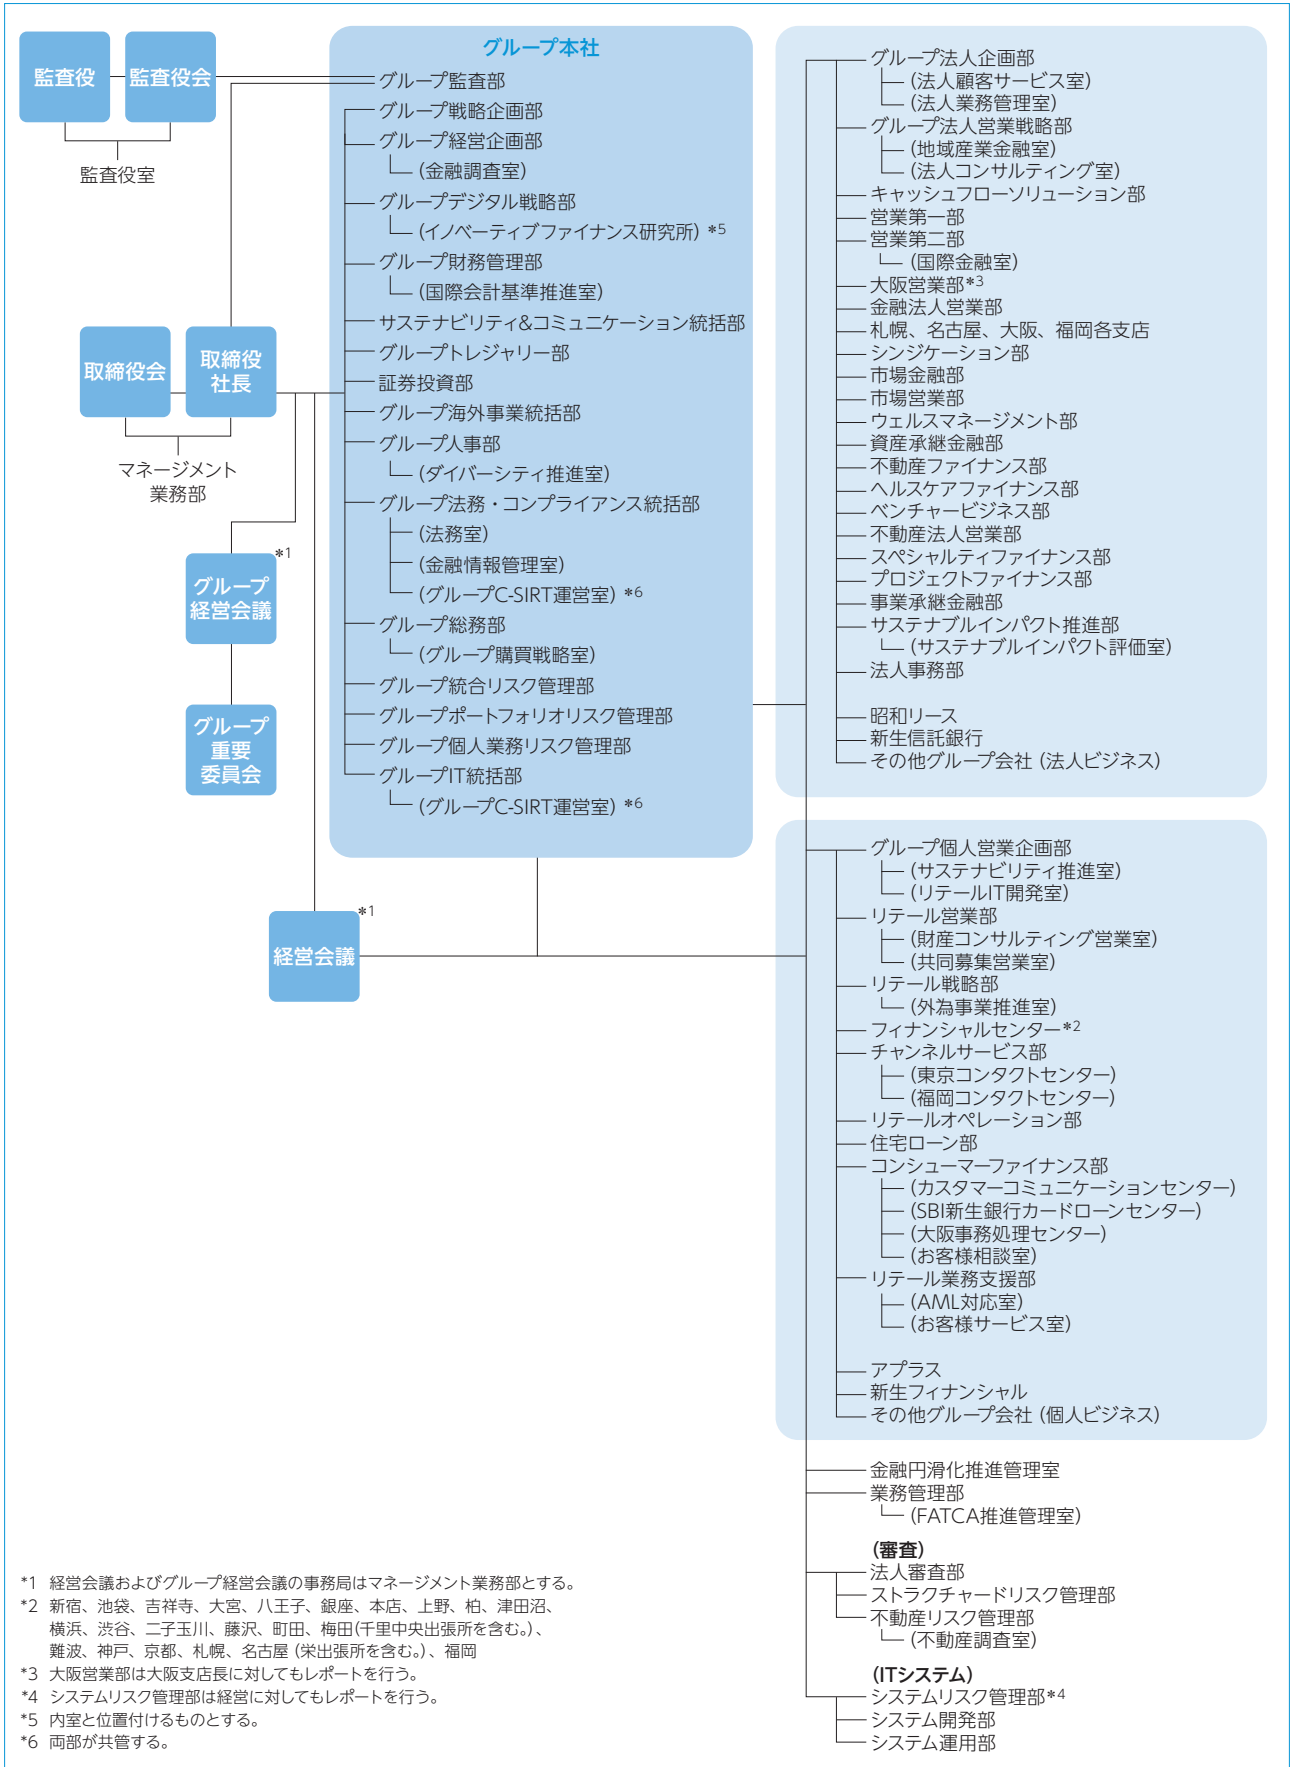 監査役
監査役会
監査役室
取締役会
取締役
社長
マネージメント
業務部
*1
グループ
経営会議
グループ
重要
委員会
*1
経営会議
グループ本社
グループ監査部
グループ戦略企画部
グループ経営企画部
(金融調査室)
グループデジタル戦略部
(イノベーティブファイナンス研究所) *5
グループ財務管理部
(国際会計基準推進室)
サステナビリティ&コミュニケーション統括部
グループトレジャリー部
証券投資部
グループ海外事業統括部
グループ人事部
(ダイバーシティ推進室)
グループ法務・コンプライアンス統括部
(法務室)
(金融情報管理室)
(グループC-SIRT運営室) *6
グループ総務部
(グループ購買戦略室)
グループ統合リスク管理部
グループポートフォリオリスク管理部
グループ個人業務リスク管理部
グループIT統括部
(グループC-SIRT運営室) *6
グループ法人企画部
(法人顧客サービス室)
(法人業務管理室)
グループ法人営業戦略部
(地域産業金融室)
(法人コンサルティング室)
キャッシュフローソリューション部
営業第一部
営業第二部
(国際金融室)
大阪営業部*3
金融法人営業部
札幌、名古屋、大阪、福岡各支店
シンジケーション部
市場金融部
市場営業部
ウェルスマネージメント部
資産承継金融部
不動産ファイナンス部
ヘルスケアファイナンス部
ベンチャービジネス部
不動産法人営業部
スペシャルティファイナンス部
プロジェクトファイナンス部
事業承継金融部
サステナブルインパクト推進部
(サステナブルインパクト評価室)
法人事務部
昭和リース
新生信託銀行
その他グループ会社 (法人ビジネス)
グループ個人営業企画部
(サステナビリティ推進室)
(リテールIT開発室)
リテール営業部
(財産コンサルティング営業室)
(共同募集営業室)
リテール戦略部
(外為事業推進室)
フィナンシャルセンター*2
チャンネルサービス部
(東京コンタクトセンター)
(福岡コンタクトセンター)
リテールオペレーション部
住宅ローン部
コンシューマーファイナンス部
(カスタマーコミュニケーションセンター)
(SBI新生銀行カードローンセンター)
(大阪事務処理センター)
(お客様相談室)
リテール業務支援部
(AML対応室)
(お客様サービス室)
アプラス
新生フィナンシャル
その他グループ会社 (個人ビジネス)
金融円滑化推進管理室
業務管理部
(FATCA推進管理室)
(審査)
法人審査部
ストラクチャードリスク管理部
不動産リスク管理部
(不動産調査室)
(ITシステム)
システムリスク管理部*4
システム開発部
システム運用部
*1 経営会議およびグループ経営会議の事務局はマネージメント業務部とする。
*2 新宿、池袋、吉祥寺、大宮、八王子、銀座、本店、上野、柏、津田沼、
横浜、渋谷、二子玉川、藤沢、町田、梅田(千里中央出張所を含む。)、
難波、神戸、京都、札幌、名古屋 (栄出張所を含む。)、福岡
*3 大阪営業部は大阪支店長に対してもレポートを行う。
*4 システムリスク管理部は経営に対してもレポートを行う。
*5 内室と位置付けるものとする。
*6 両部が共管する。